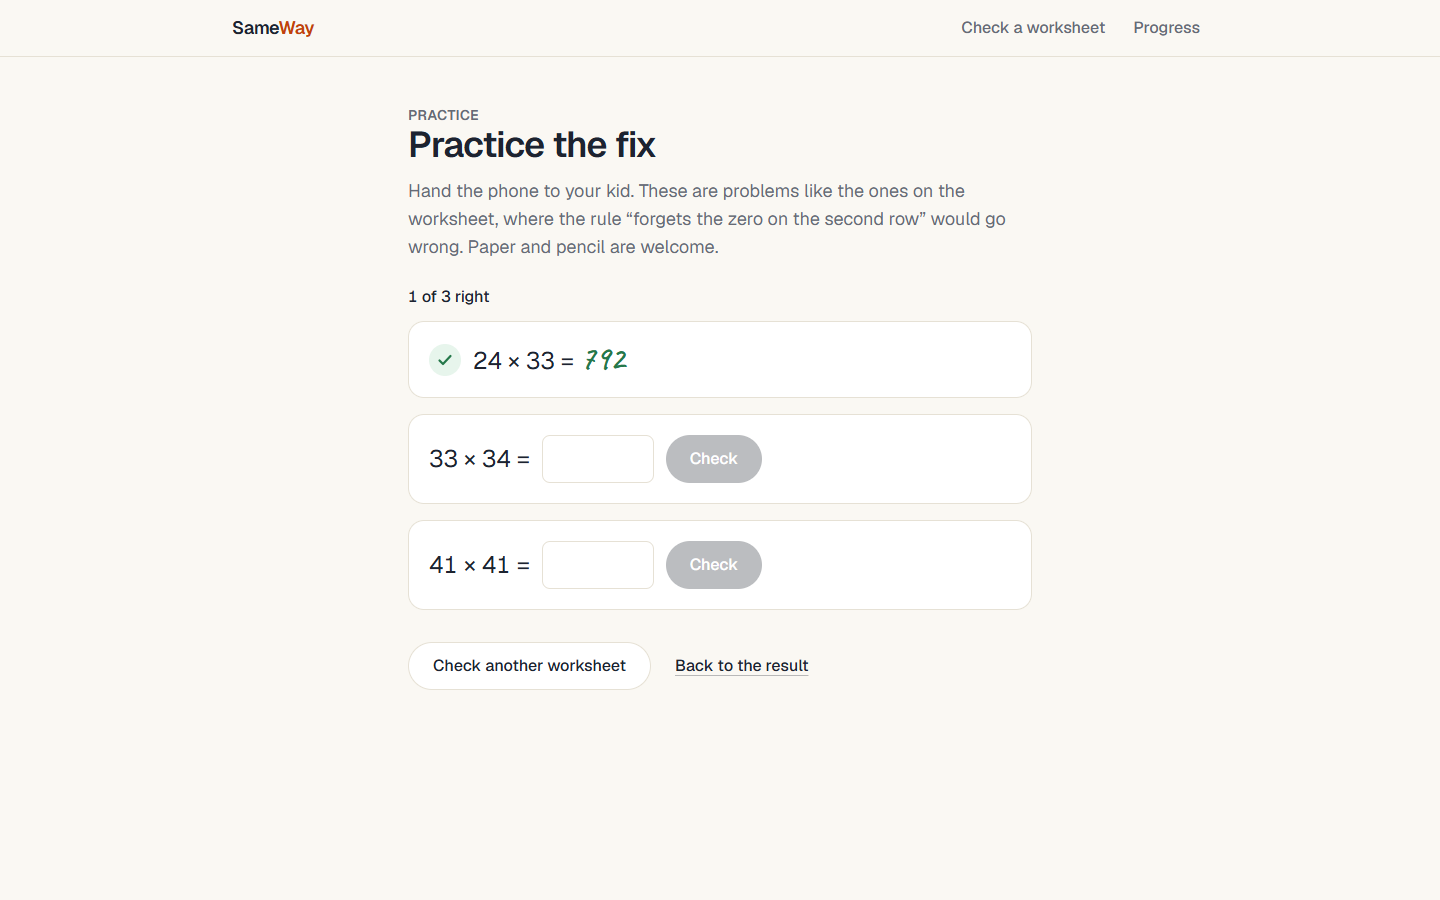 SameWay
Check a worksheet
Progress
PRACTICE
Practice the fix
Hand the phone to your kid. These are problems like the ones on the
worksheet, where the rule “forgets the zero on the second row” would go
wrong. Paper and pencil are welcome.
1 of 3 right
24 × 33 = 792
33 × 34 =
Check
41 × 41 =
Check
Check another worksheet
Back to the result